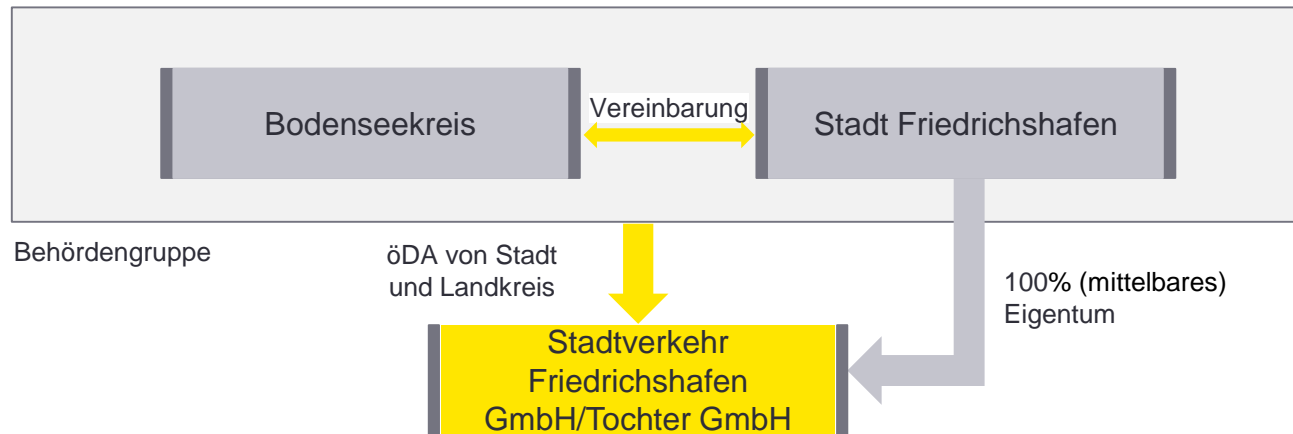 Bodenseekreis
Vereinbarung
Stadt Friedrichshafen
Behördengruppe
öDA von Stadt
und Landkreis
100% (mittelbares)
Eigentum
Stadtverkehr
Friedrichshafen
GmbH/Tochter GmbH